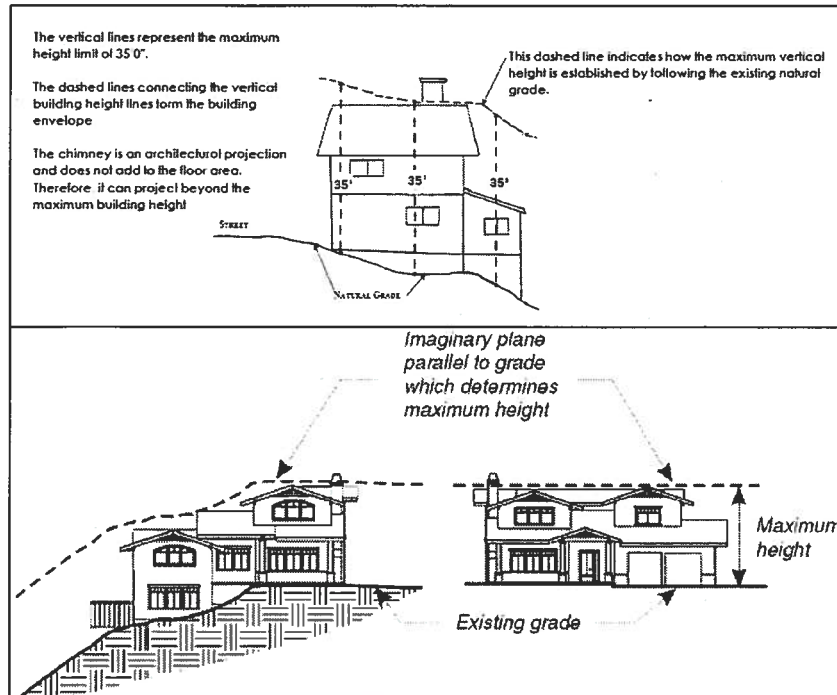 The vertical lines represent the maximum
height limit of 35'0".
The dashed lines connecting the vertical
building height lines form the building
envelope
The chimney is an architectural projection
and does not add to the floor area.
Therefore it can project beyond the
maximum building height
This dashed line indicates how the maximum vertical
height is established by following the existing natural
grade.
35' 35' 35'
STREET
NATURAL GRADE
Imaginary plane
parallel to grade
which determines
maximum height
Maximum
height
Existing grade